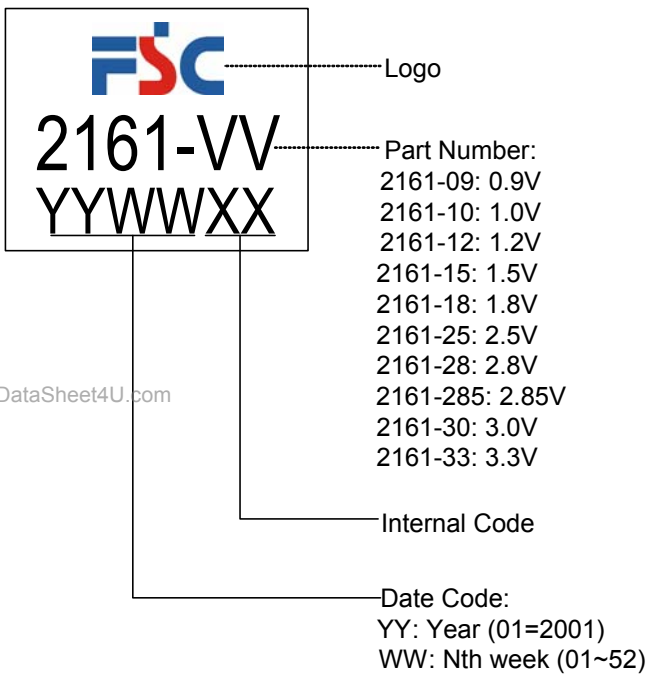 FSC
Logo
2161-VV
YYWWXX
Part Number:
2161-09: 0.9V
2161-10: 1.0V
2161-12: 1.2V
2161-15: 1.5V
2161-18: 1.8V
2161-25: 2.5V
2161-28: 2.8V
2161-285: 2.85V
2161-30: 3.0V
2161-33: 3.3V
DataSheet4U.com
Internal Code
Date Code:
YY: Year (01=2001)
WW: Nth week (01~52)